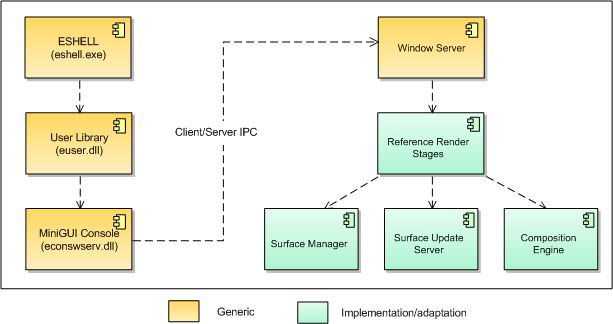 ESHELL
(eshell.exe)
Window Server
User Library
(euser.dll)
Client/Server IPC
Reference Render
Stages
MiniGUI Console
(econswserv.dll)
Surface Manager
Surface Update
Server
Composition
Engine
Generic
Implementation/adaptation